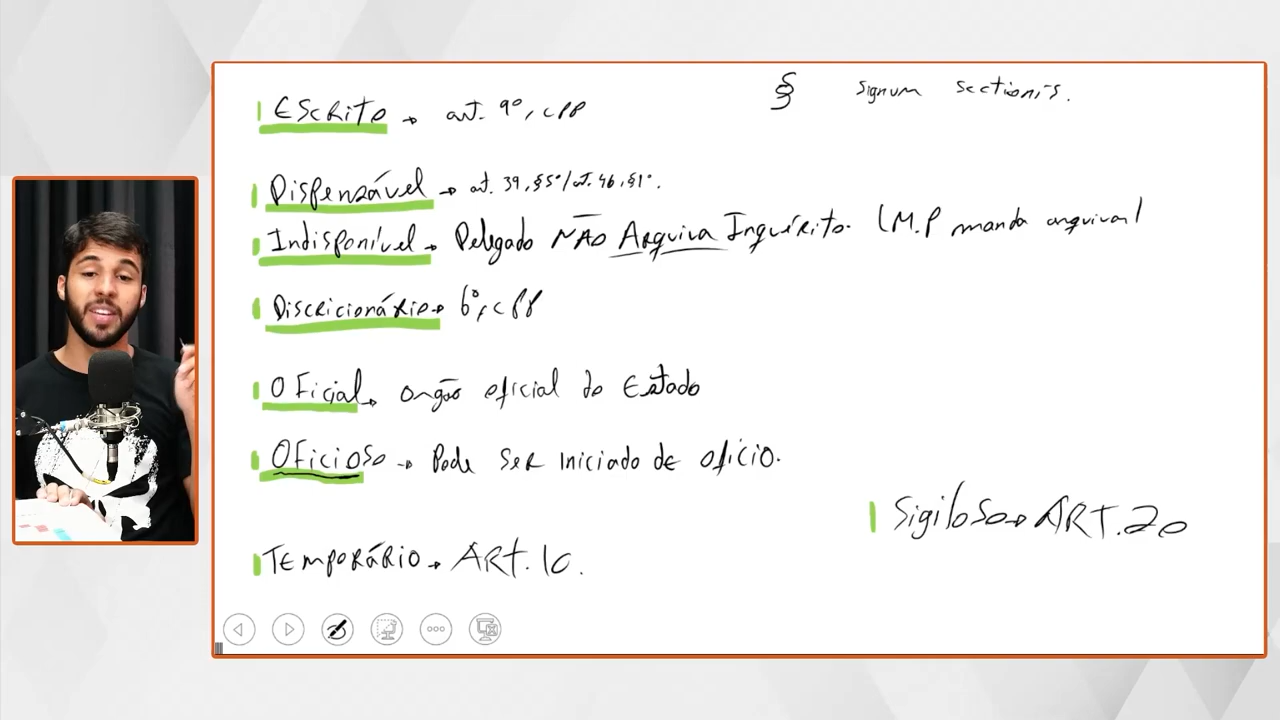 Escrito → art. 9º, cpp
§ signum sectionis.
Dispensável → art. 39, §5º/art. 46, §1º.
Indisponível → Delegado NÃO Arquiva Inquérito. (M.P manda arquivar)
Discricionário → 6º, cpp
Oficial → orgão oficial do Estado
Oficioso → Pode ser iniciado de ofício.
Sigiloso → ART. 20
Temporário → ART. 10.